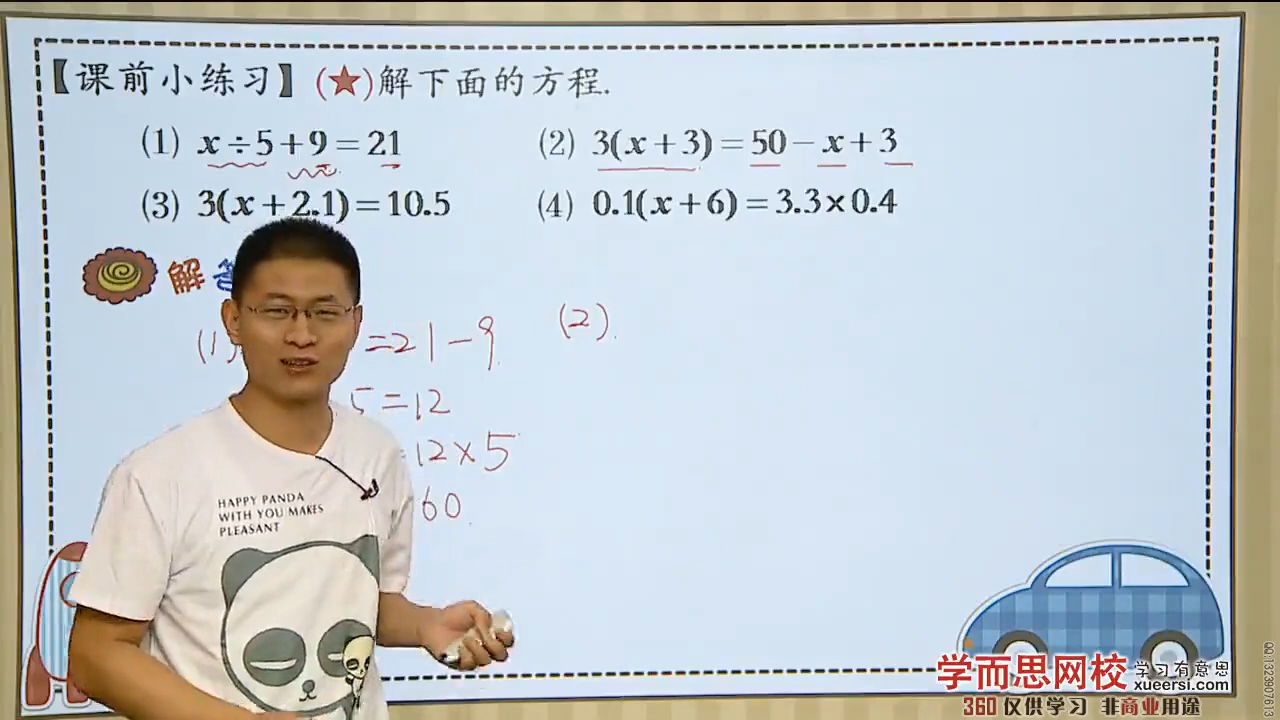 【课前小练习】(★)解下面的方程.
(1) x÷5+9=21
(2) 3(x+3)=50-x+3
(3) 3(x+2.1)=10.5
(4) 0.1(x+6)=3.3×0.4
解答
(1) =21-9
(2).
5=12
=12×5
60.
HAPPY PANDA
WITH YOU MAKES
PLEASANT
学而思网校 学习有意思
xueersi.com
360 仅供学习 非商业用途
QQ1132907613